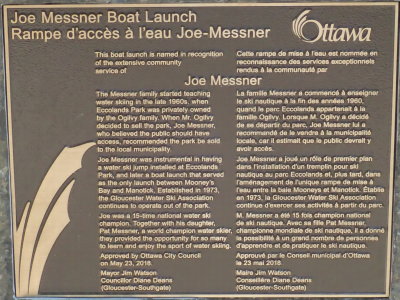 Joe Messner Boat Launch
Rampe d'accès à l'eau Joe-Messner
Ottawa
This boat launch is named in recognition
of the extensive community
service of
Cette rampe de mise à l'eau est nommée en
reconnaissance des services exceptionnels
rendus à la communauté par
Joe Messner
The Messner family started teaching
water skiing in the late 1960s, when
Eccolands Park was privately owned
by the Ogilvy family. When Mr. Ogilvy
decided to sell the park, Joe Messner,
who believed the public should have
access, recommended the park be sold
to the local municipality.
Joe Messner was instrumental in having
a water ski jump installed at Eccolands
Park, and later a boat launch that served
as the only launch between Mooney's
Bay and Manotick. Established in 1973,
the Gloucester Water Ski Association
continues to operate out of the park.
Joe was a 15-time national water ski
champion. Together with his daughter,
Pat Messner, a world champion water skier,
they provided the opportunity for so many
to learn and enjoy the sport of water skiing.
Approved by Ottawa City Council
on May 23, 2018.
Mayor Jim Watson
Councillor Diane Deans
(Gloucester-Southgate)
La famille Messner a commencé à enseigner
le ski nautique à la fin des années 1960,
quand le parc Eccolands appartenait à la
famille Ogilvy. Lorsque M. Ogilvy a décidé
de se départir du parc, Joe Messner lui a
recommandé de le vendre à la municipalité
locale, car il estimait que le public devrait y
avoir accès.
Joe Messner a joué un rôle de premier plan
dans l'installation d'un tremplin pour ski
nautique au parc Eccolands et, plus tard, dans
l'aménagement de l'unique rampe de mise à
l'eau entre la baie Mooneys et Manotick. Établie
en 1973, la Gloucester Water Ski Association
continue d'exercer ses activités à partir du parc.
M. Messner a été 15 fois champion national
de ski nautique. Avec sa fille Pat Messner,
championne mondiale de ski nautique, il a donné
la possibilité à un grand nombre de personnes
d'apprendre et de pratiquer le ski nautique.
Approuvé par le Conseil municipal d'Ottawa
le 23 mai 2018.
Maire Jim Watson
Conseillère Diane Deans
(Gloucester-Southgate)